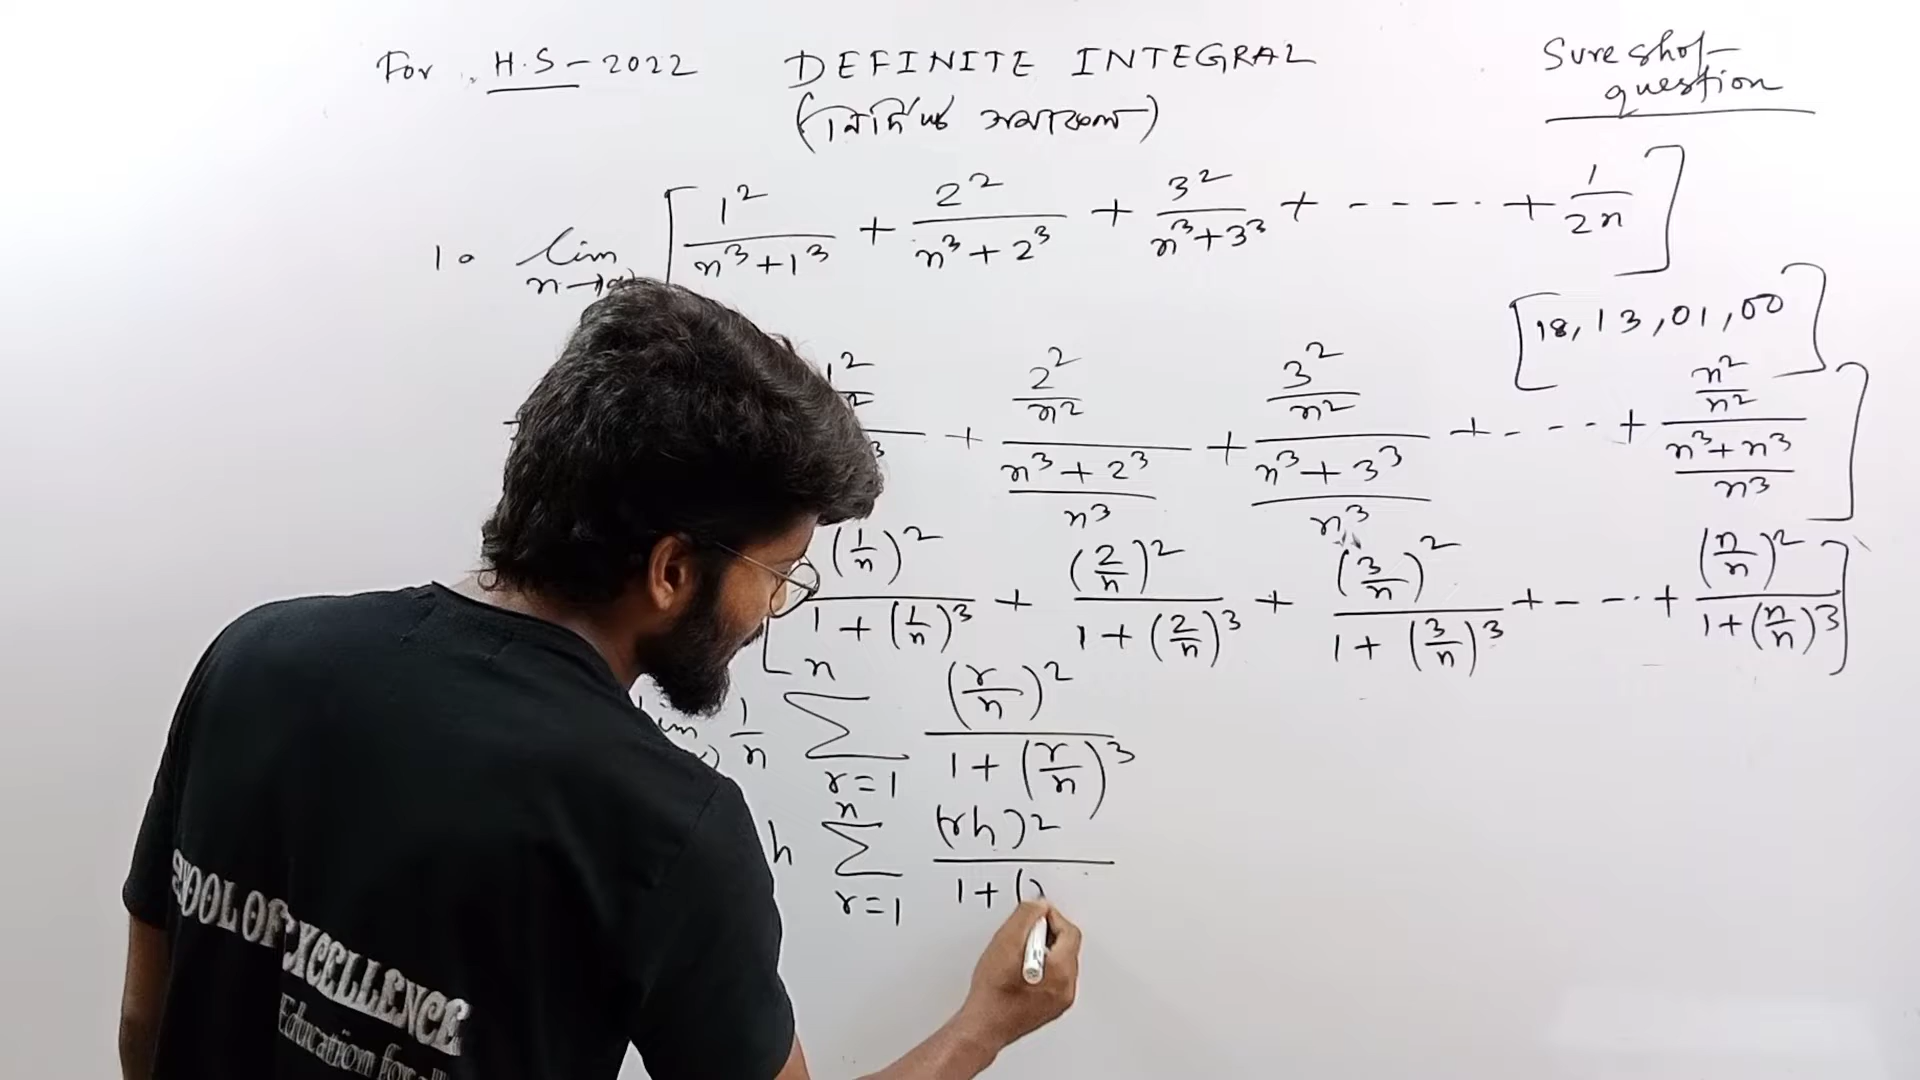 For H.S-2022 DEFINITE INTEGRAL Sure shot question
(নির্দিষ্ট সমাকলন)
1. lim n→∞ [ 1²/(n³+1³) + 2²/(n³+2³) + 3²/(n³+3³) + ----- + 1/2n ]
[18, 13, 01, 00]
+ (2²/n²)/((n³+2³)/n³) + (3²/n²)/((n³+3³)/n³) + ---- + (n²/n²)/((n³+n³)/n³) ]
[ (1/n)²/(1+(1/n)³) + (2/n)²/(1+(2/n)³) + (3/n)²/(1+(3/n)³) + ---- + (n/n)²/(1+(n/n)³) ]
1/n Σ r=1 n (r/n)²/(1+(r/n)³)
h Σ r=1 n (rh)²/(1+(
SCHOOL OF EXCELLENCE
Education for